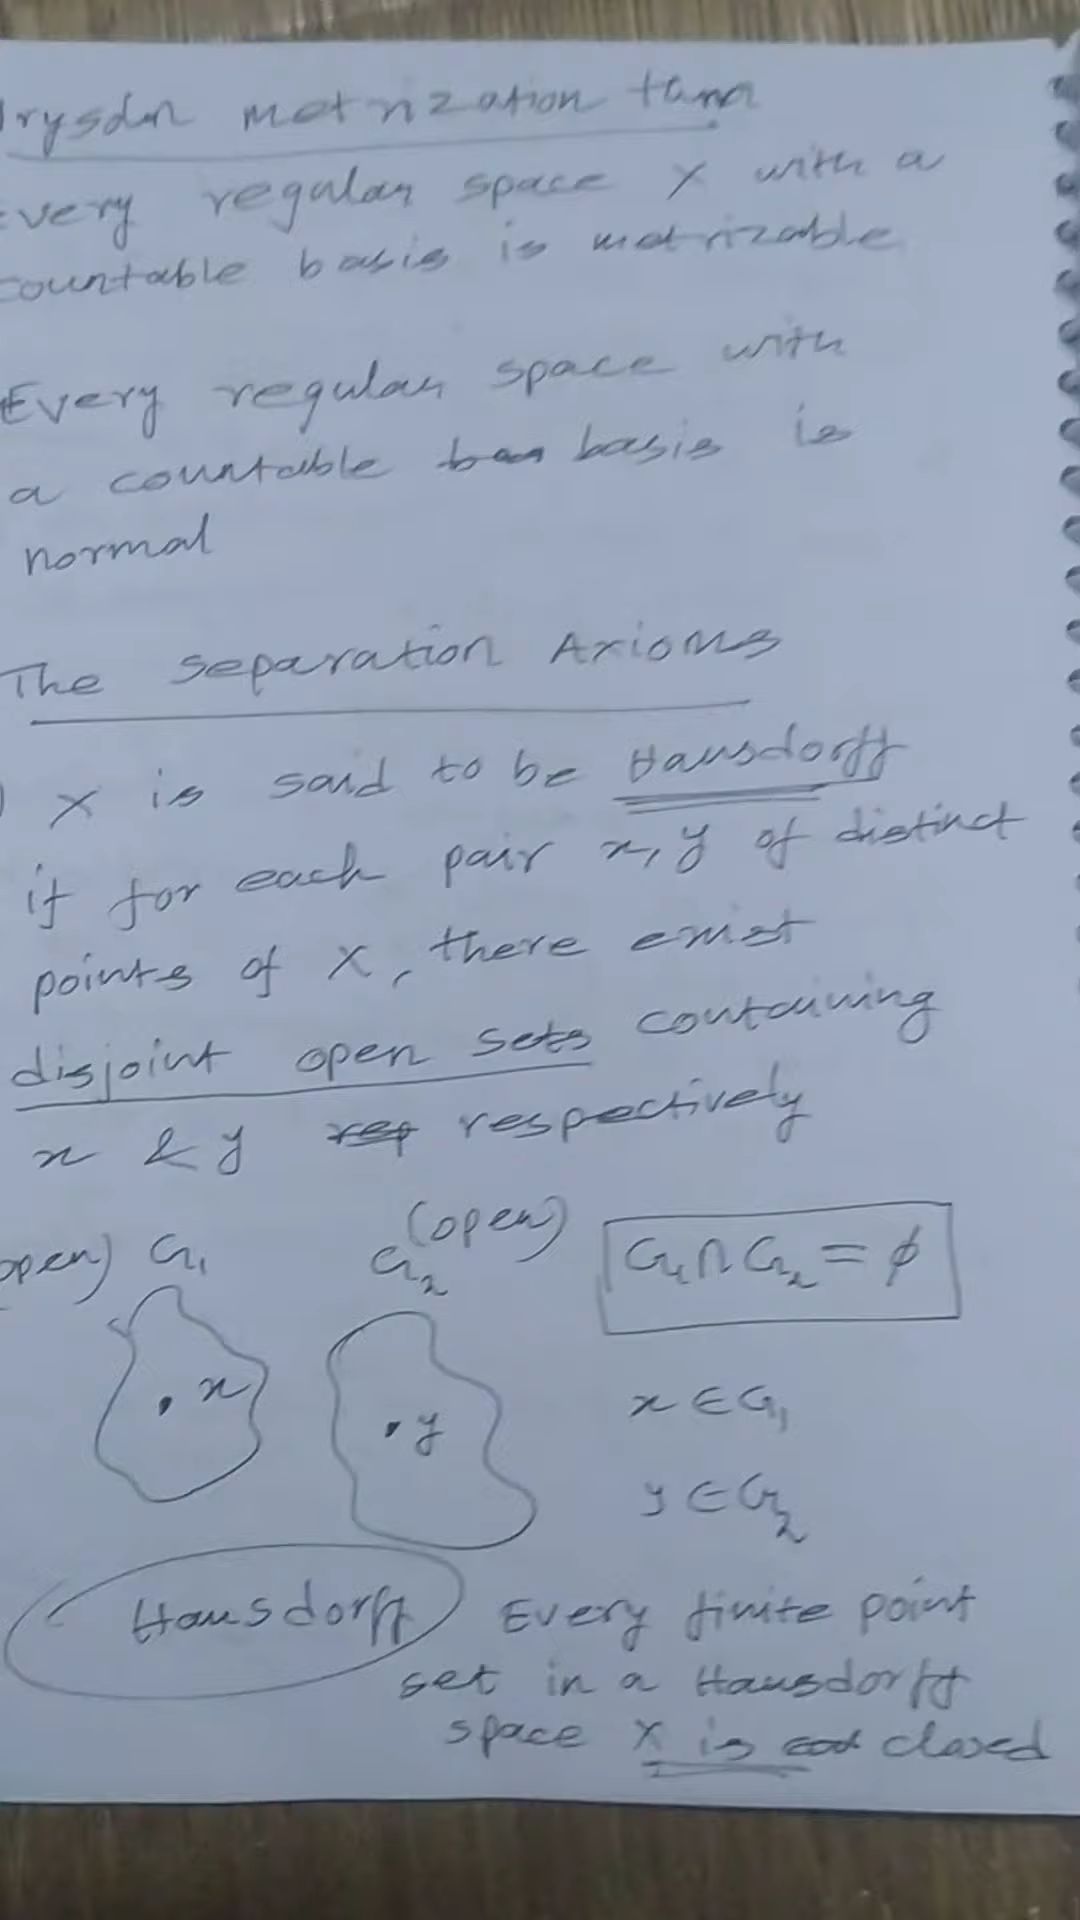 rysdn metrization thm
Every regular space X with a
countable basis is metrizable
Every regular space with
a countable basis is
normal
The Separation Axioms
) X is said to be Hausdorff
if for each pair x, y of distinct
points of X, there exist
disjoint open sets containing
x & y rep respectively
open) G₁ G₂ (open) G₁∩G₂ = ϕ
.x .y x ∈ G₁
y ∈ G₂
Hausdorff Every finite point
set in a Hausdorff
space X is closed